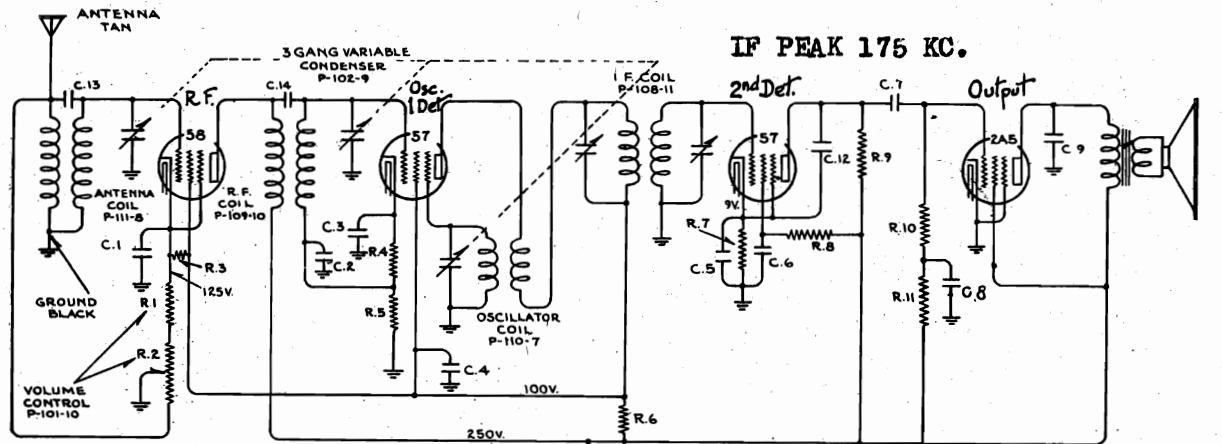 ANTENNA
TAN
IF PEAK 175 KC.
3 GANG VARIABLE
CONDENSER
P-102-9
I F. COIL
P-108-11
C.13
R.F.
C.14
Osc.
1 Det.
2nd Det.
C.7
Output
58
57
57
2A5
C.12
R.9
C.9
ANTENNA
COIL
P-111-8
R.F.
COIL
P-109-10
9V.
R.7
C.1
C.3
R.4
C.2
R.8
R.10
R.3
C.5
C.6
125V.
GROUND
BLACK
R.1
R.5
OSCILLATOR
COIL
P-110-7
R.11
C.8
R.2
C.4
VOLUME
CONTROL
P-101-10
100V.
R.6
250V.